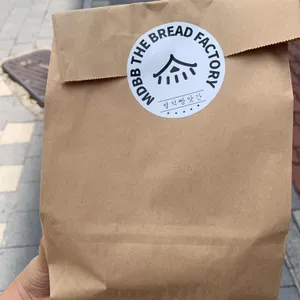 MDBB THE BREAD FACTORY